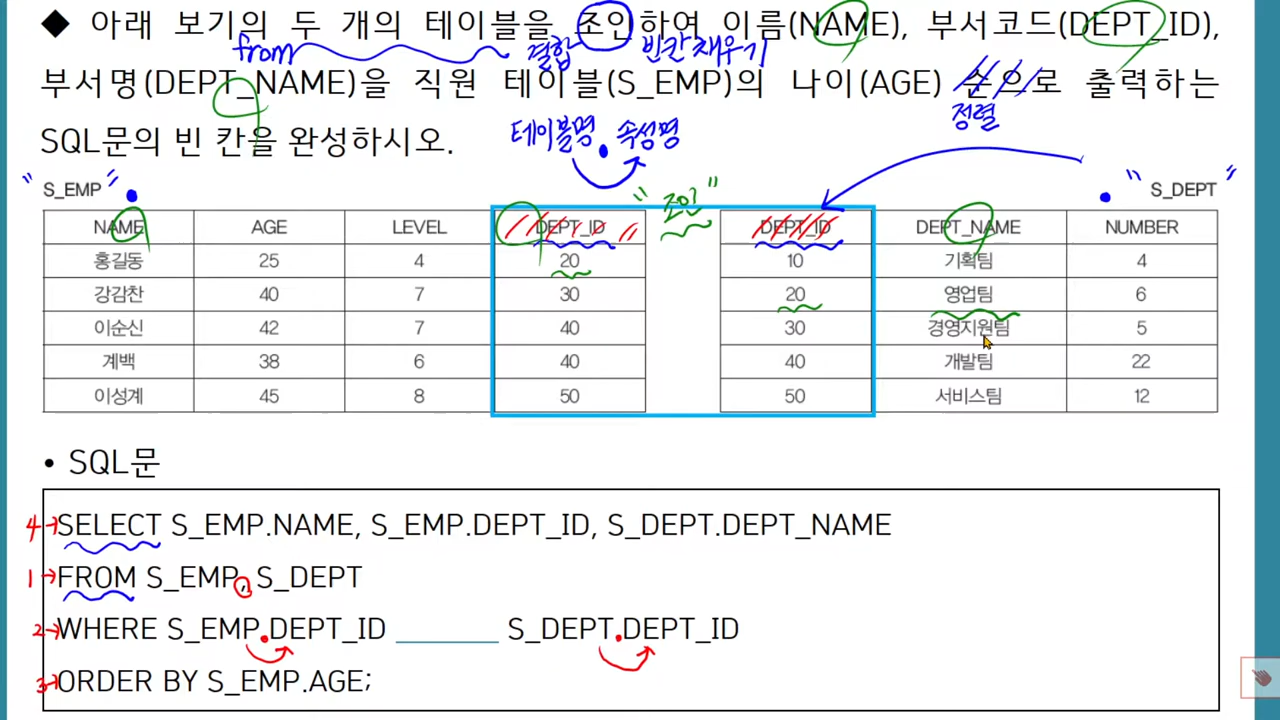 ◆ 아래 보기의 두 개의 테이블을 조인하여 이름(NAME), 부서코드(DEPT_ID),
from 결합 빈칸채우기
부서명(DEPT_NAME)을 직원 테이블(S_EMP)의 나이(AGE) 순으로 출력하는
정렬
SQL문의 빈 칸을 완성하시오.
테이블명 . 속성명
" S_EMP " " 조인 " " S_DEPT "
NAME AGE LEVEL DEPT_ID DEPT_ID DEPT_NAME NUMBER
홍길동 25 4 20 10 기획팀 4
강감찬 40 7 30 20 영업팀 6
이순신 42 7 40 30 경영지원팀 5
계백 38 6 40 40 개발팀 22
이성계 45 8 50 50 서비스팀 12
• SQL문
4→ SELECT S_EMP.NAME, S_EMP.DEPT_ID, S_DEPT.DEPT_NAME
1→ FROM S_EMP, S_DEPT
2→ WHERE S_EMP.DEPT_ID ______ S_DEPT.DEPT_ID
3→ ORDER BY S_EMP.AGE;